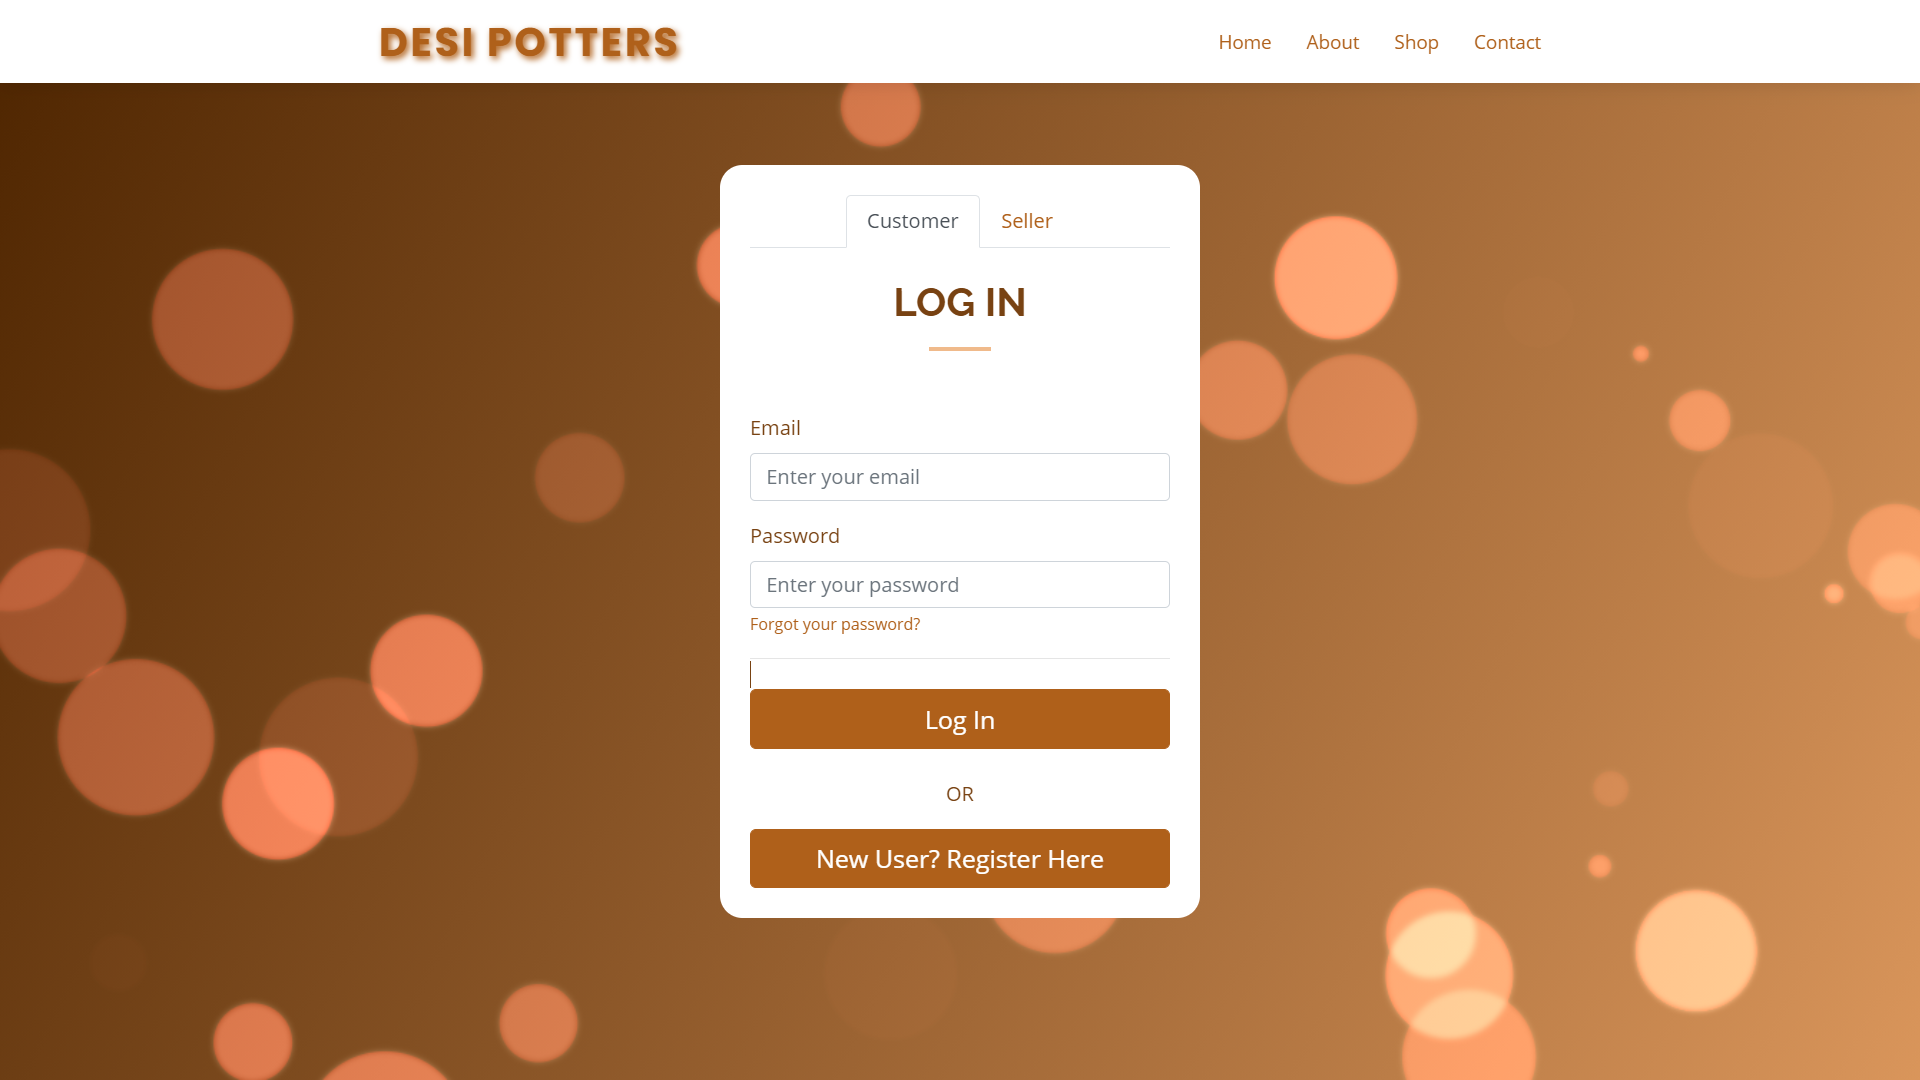 DESI POTTERS
Home About Shop Contact
Customer Seller
LOG IN
Email
Enter your email
Password
Enter your password
Forgot your password?
Log In
OR
New User? Register Here